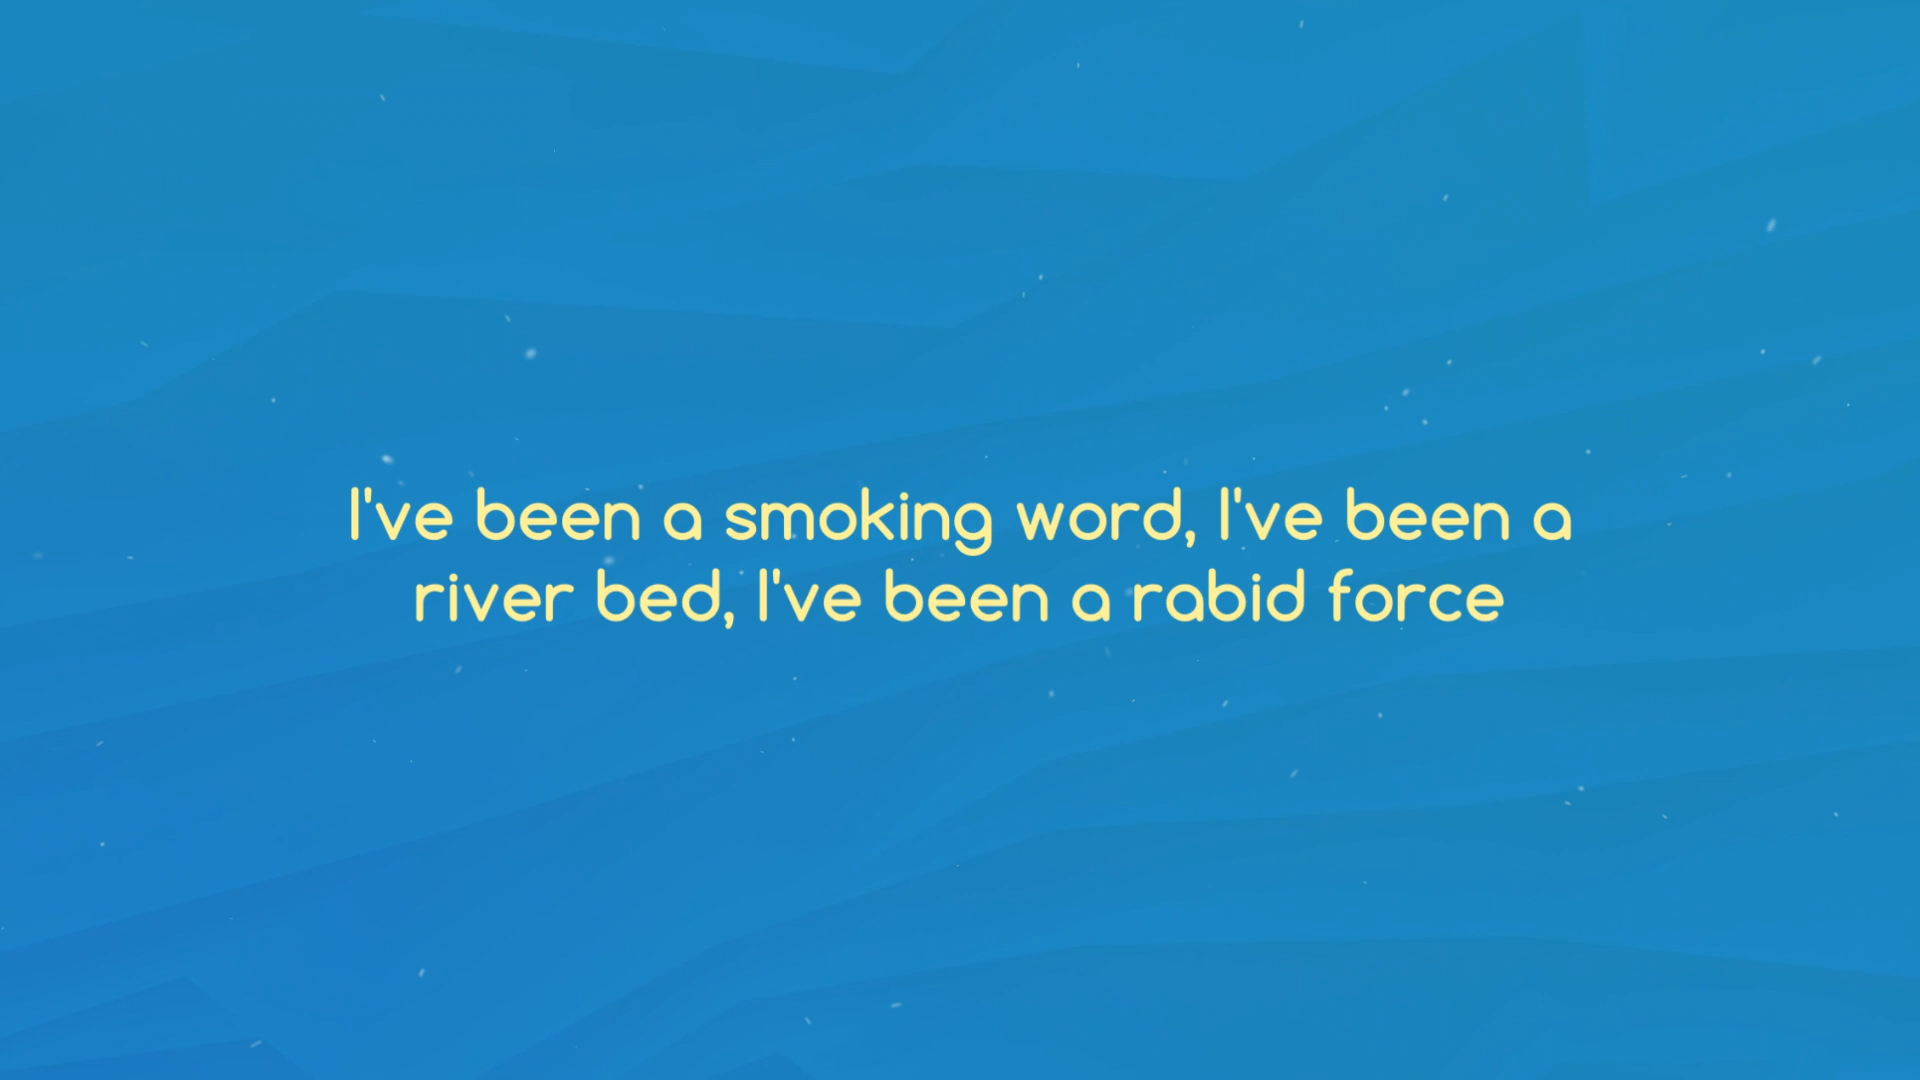 I've been a smoking word, I've been a
river bed, I've been a rabid force